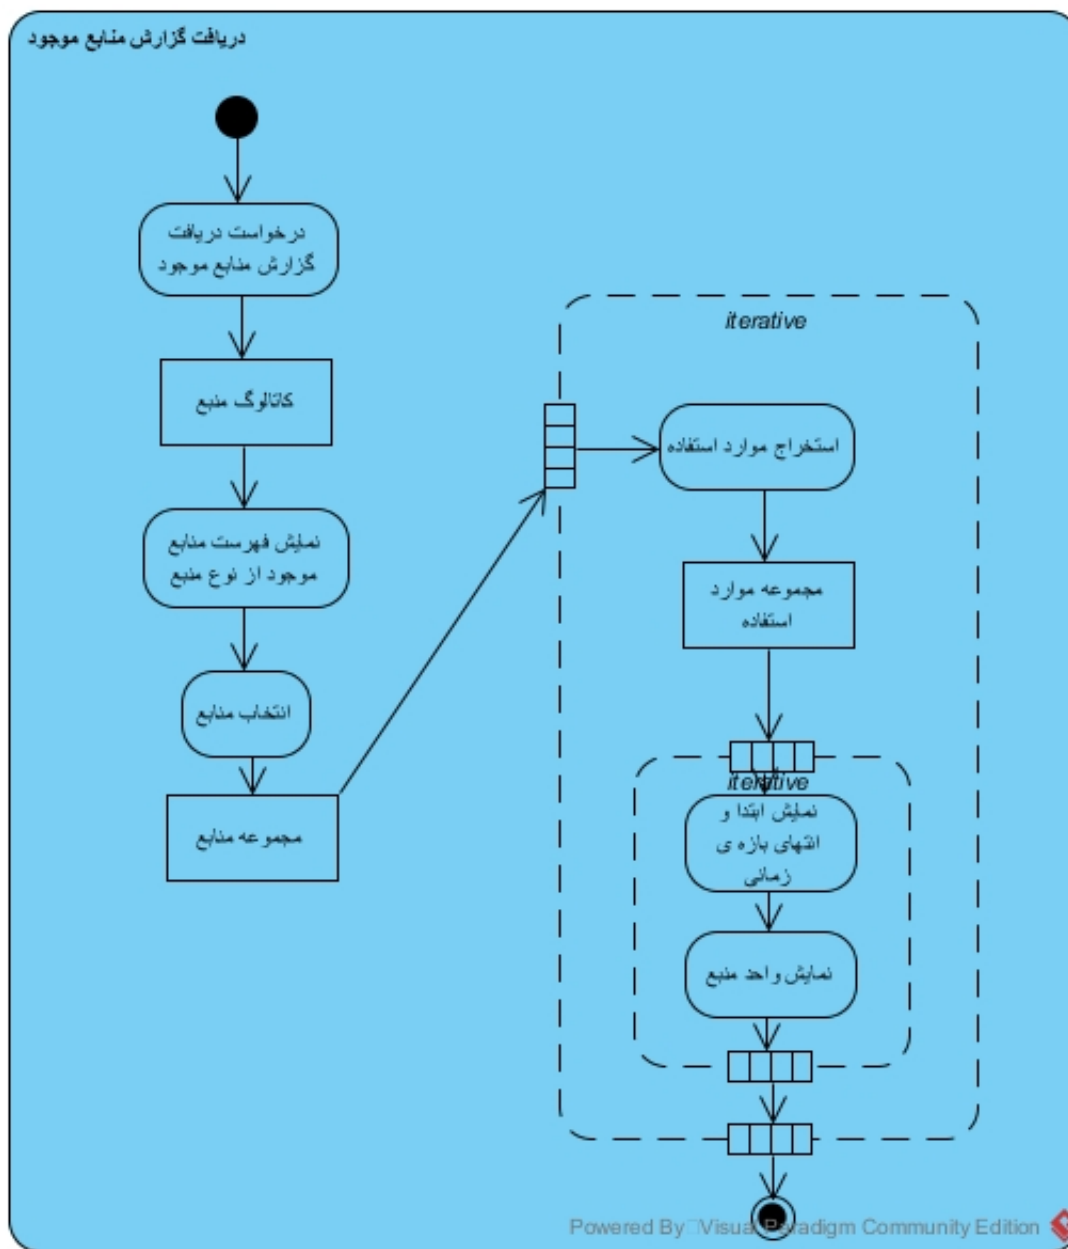 دریافت گزارش منابع موجود
درخواست دریافت
گزارش منابع موجود
کاتالوگ منبع
نمایش فهرست منابع
موجود از نوع منبع
انتخاب منابع
مجموعه منابع
iterative
استخراج موارد استفاده
مجموعه موارد
استفاده
iterative
نمایش ابتدا و
انتهای بازه ی
زمانی
نمایش واحد منبع
Powered By Visual Paradigm Community Edition